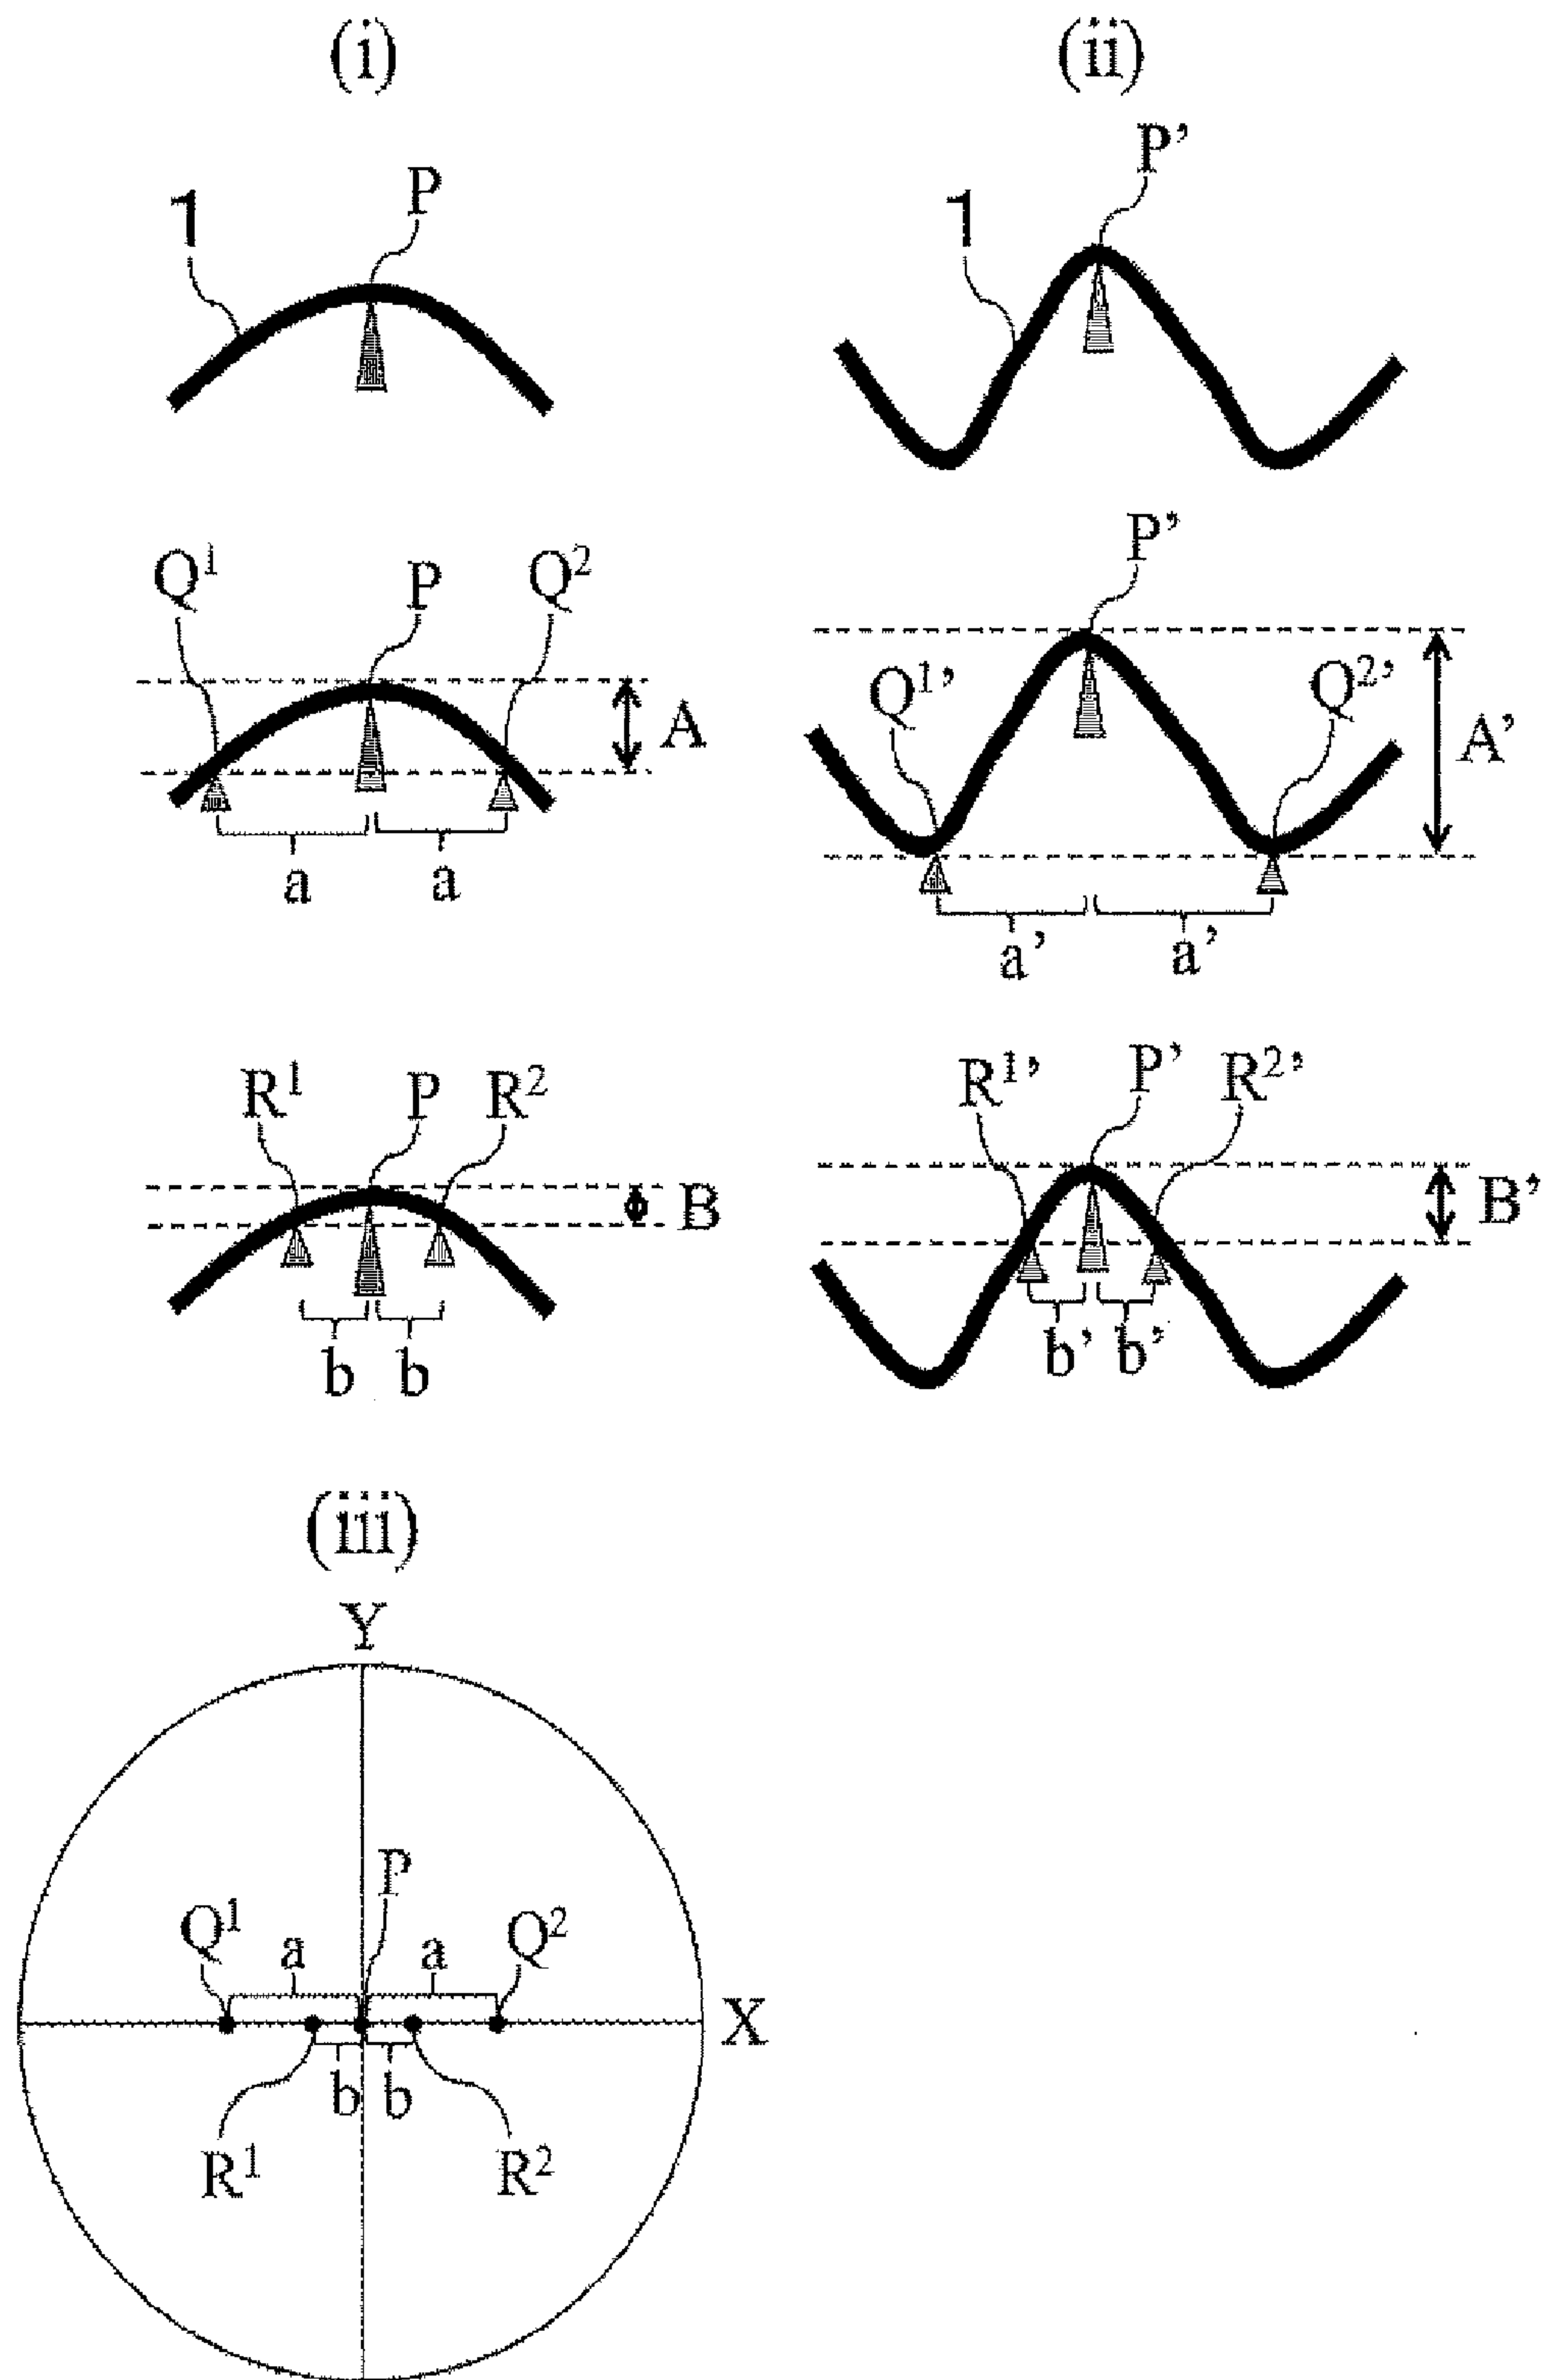 (i) (ii)
1 P 1 P’
Q¹ P Q² A a a
P’ Q¹’ Q²’ A’ a’ a’
R¹ P R² B b b
R¹’ P’ R²’ B’ b’ b’
(iii)
Y
P
Q¹ a a Q²
X
b b
R¹ R²